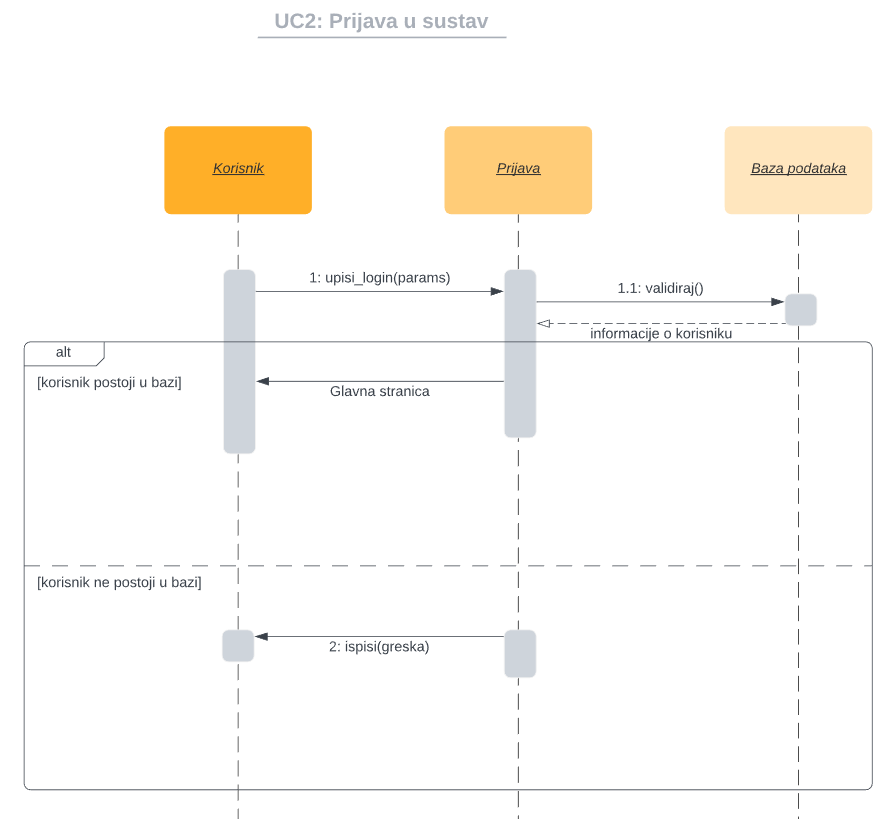 UC2: Prijava u sustav
Korisnik
Prijava
Baza podataka
1: upisi_login(params)
1.1: validiraj()
informacije o korisniku
alt
[korisnik postoji u bazi]
Glavna stranica
[korisnik ne postoji u bazi]
2: ispisi(greska)